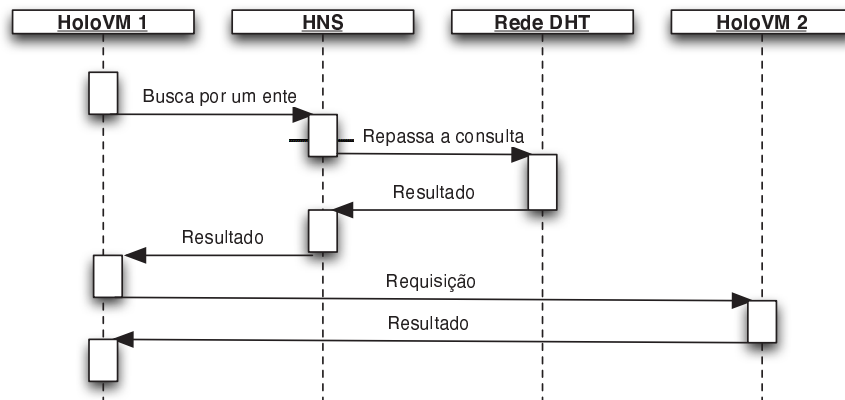 HoloVM 1
HNS
Rede DHT
HoloVM 2
Busca por um ente
Repassa a consulta
Resultado
Resultado
Requisição
Resultado